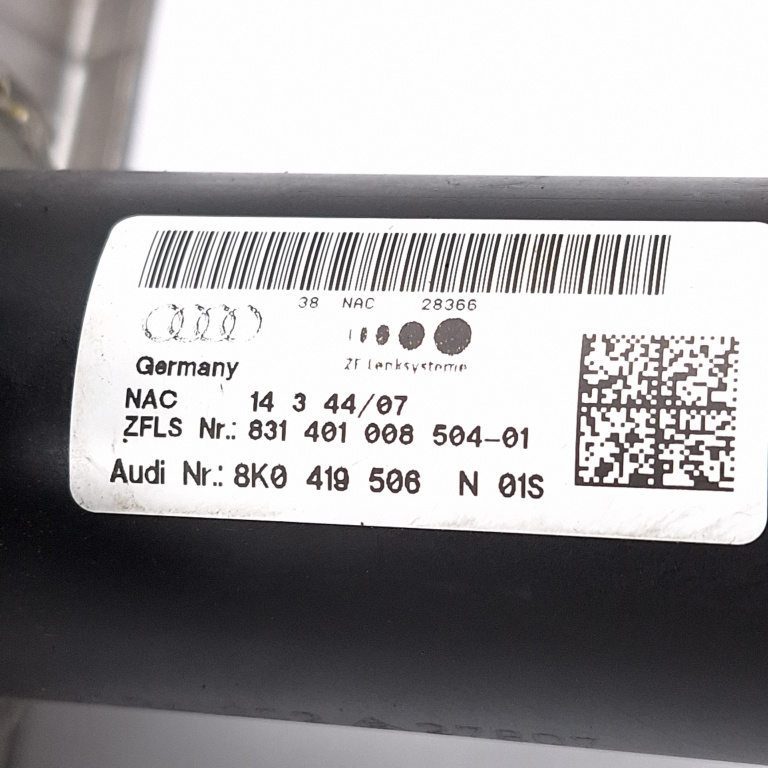 38 NAC 28366
ZF Lenksysteme
Germany
NAC 14 3 44/07
ZFLS Nr.: 831 401 008 504-01
Audi Nr.: 8K0 419 506 N 01S